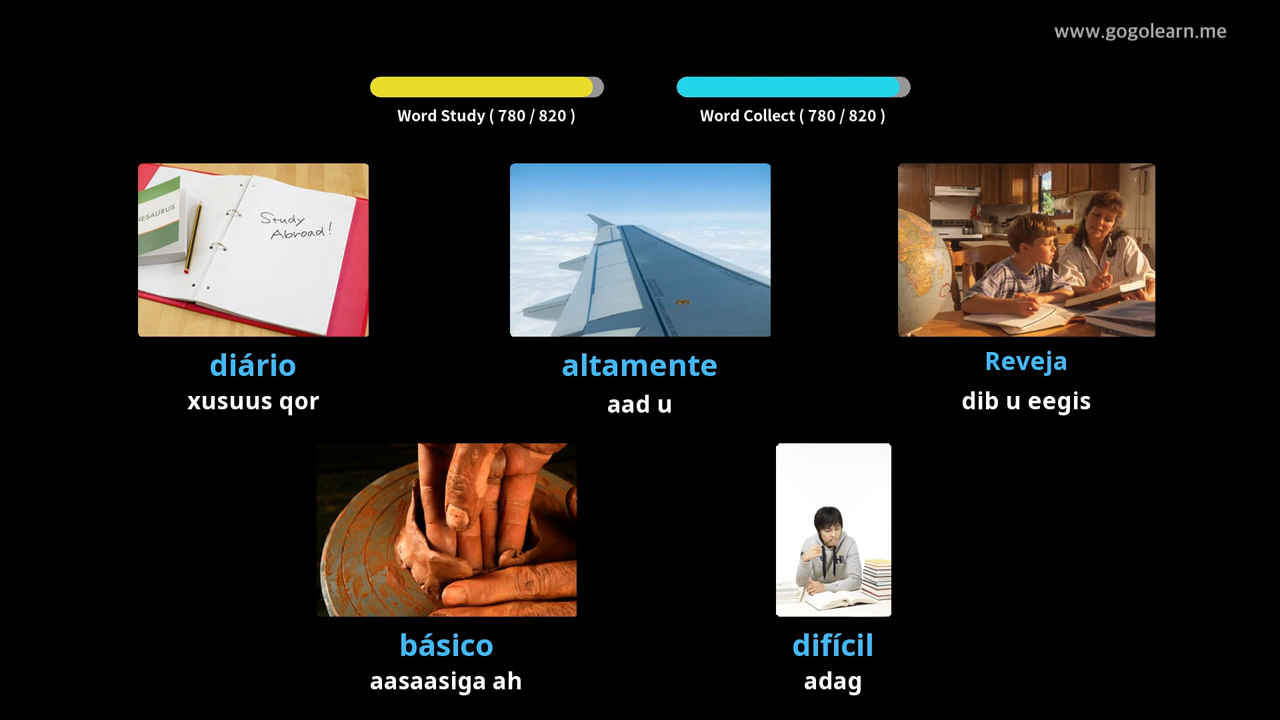 www.gogolearn.me
Word Study ( 780 / 820 )
Word Collect ( 780 / 820 )
HESAURUS
Study
Abroad!
diário
xusuus qor
altamente
aad u
Reveja
dib u eegis
básico
aasaasiga ah
difícil
adag